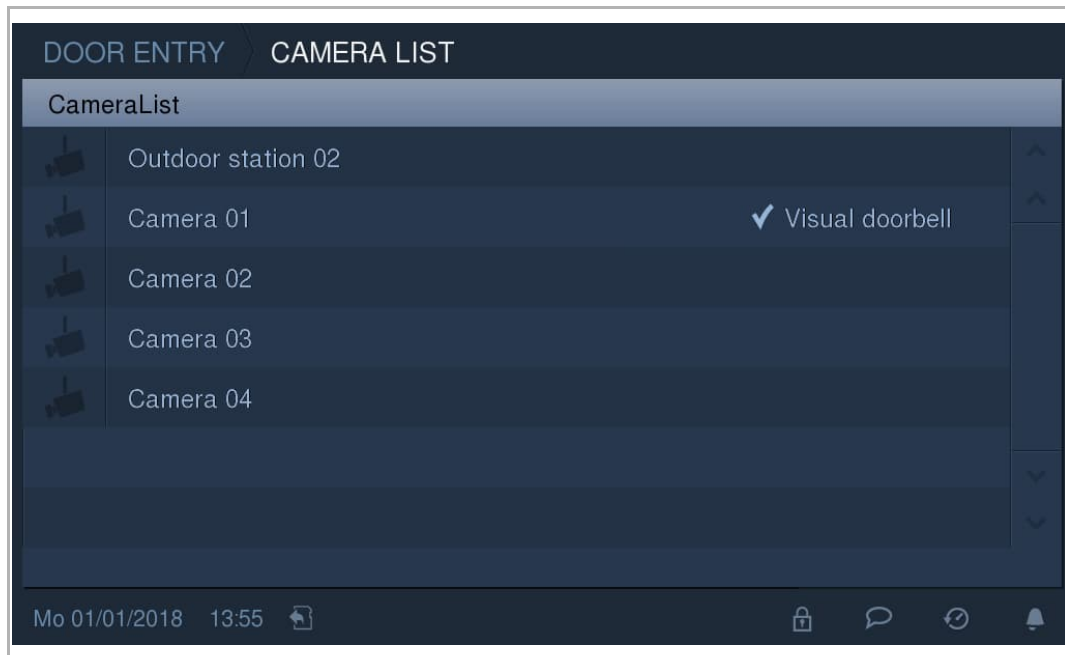 DOOR ENTRY CAMERA LIST
CameraList
Outdoor station 02
Camera 01 Visual doorbell
Camera 02
Camera 03
Camera 04
Mo 01/01/2018 13:55